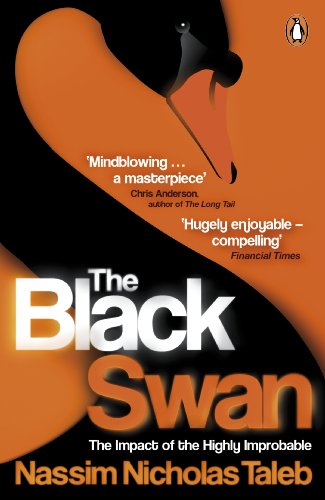 ‘Mindblowing ...
a masterpiece’
Chris Anderson,
author of The Long Tail
‘Hugely enjoyable –
compelling’
Financial Times
The
Black
Swan
The Impact of the Highly Improbable
Nassim Nicholas Taleb